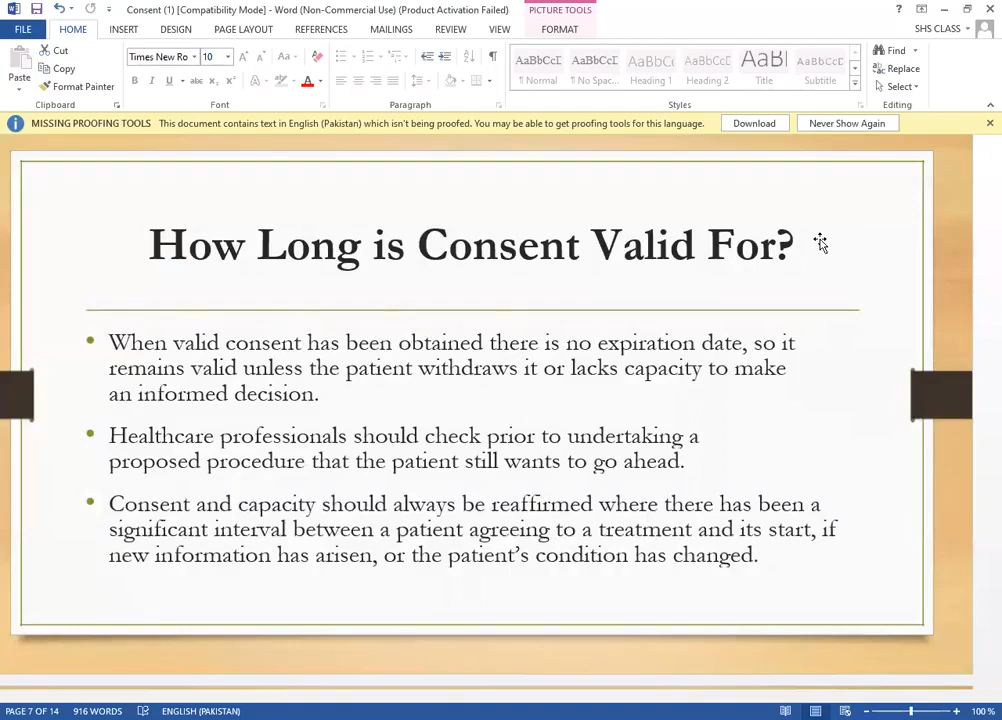 Consent (1) [Compatibility Mode] - Word (Non-Commercial Use) (Product Activation Failed)
PICTURE TOOLS
?
FILE
HOME
INSERT
DESIGN
PAGE LAYOUT
REFERENCES
MAILINGS
REVIEW
VIEW
FORMAT
SHS CLASS
Paste
Cut
Copy
Format Painter
Clipboard
Times New Ro
10
Aa
B I U abc x₂ x²
A
Font
Paragraph
AaBbCcD
¶ Normal
AaBbCcD
¶ No Spac...
AaBbC
Heading 1
AaBbCcD
Heading 2
AaBl
Title
AaBbCcD
Subtitle
Styles
Find
Replace
Select
Editing
MISSING PROOFING TOOLS This document contains text in English (Pakistan) which isn't being proofed. You may be able to get proofing tools for this language.
Download
Never Show Again
How Long is Consent Valid For?
• When valid consent has been obtained there is no expiration date, so it
remains valid unless the patient withdraws it or lacks capacity to make
an informed decision.
• Healthcare professionals should check prior to undertaking a
proposed procedure that the patient still wants to go ahead.
• Consent and capacity should always be reaffirmed where there has been a
significant interval between a patient agreeing to a treatment and its start, if
new information has arisen, or the patient's condition has changed.
PAGE 7 OF 14
916 WORDS
ENGLISH (PAKISTAN)
100 %